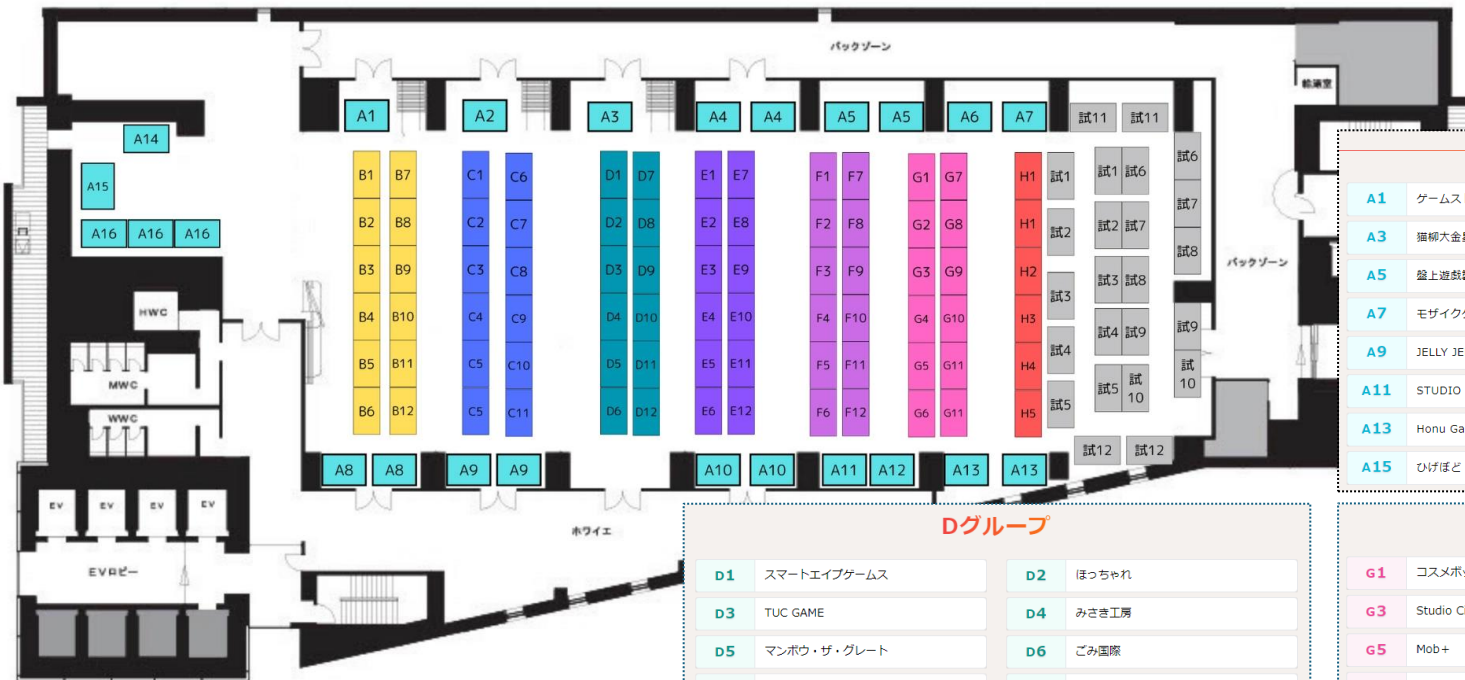 バックゾーン
輸瀬室
A1 A2 A3 A4 A4 A5 A5 A6 A7 試11 試11
A14
A15
A16 A16 A16
B1 B7 C1 C6 D1 D7 E1 E7 F1 F7 G1 G7 H1 試1 試1 試6 試6
B2 B8 C2 C7 D2 D8 E2 E8 F2 F8 G2 G8 H1 試2 試2 試7 試7
B3 B9 C3 C8 D3 D9 E3 E9 F3 F9 G3 G9 H2 試3 試3 試8 試8
B4 B10 C4 C9 D4 D10 E4 E10 F4 F10 G4 G10 H3 試4 試4 試9 試9
B5 B11 C5 C10 D5 D11 E5 E11 F5 F11 G5 G11 H4 試5 試5 試10 試10
B6 B12 C5 C11 D6 D12 E6 E12 F6 F12 G6 G11 H5
バックゾーン
HWC
MWC
WWC
A8 A8 A9 A9 A10 A10 A11 A12 A13 A13 試12 試12
EV EV EV EV
EVロビー
ホワイエ
A1 ゲームス
A3 猫柳大金
A5 盤上遊戯
A7 モザイク
A9 JELLY JE
A11 STUDIO
A13 Honu Ga
A15 ひげぽど
Dグループ
D1 スマートエイプゲームス D2 ほっちゃれ
D3 TUC GAME D4 みさき工房
D5 マンボウ・ザ・グレート D6 ごみ国際
G1 コスメボ
G3 Studio C
G5 Mob+